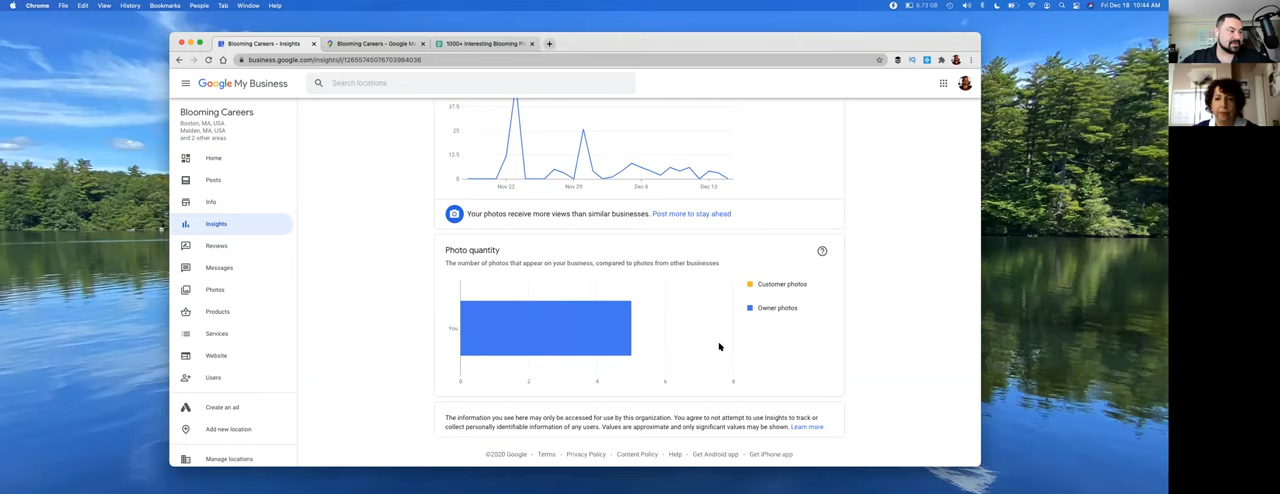 Chrome File Edit View History Bookmarks People Tab Window Help
6.73 GB Fri Dec 18 10:44 AM
Blooming Careers - Insights
Blooming Careers - Google M
1000+ Interesting Blooming P
business.google.com/insights/l/12655745076703984036
Google My Business
Search locations
Blooming Careers
Boston, MA, USA
Malden, MA, USA
and 2 other areas
Home
Posts
Info
Insights
Reviews
Messages
Photos
Products
Services
Website
Users
Create an ad
Add new location
Manage locations
37.5
25
12.5
0
Nov 22 Nov 29 Dec 6 Dec 13
Your photos receive more views than similar businesses. Post more to stay ahead
Photo quantity
The number of photos that appear on your business, compared to photos from other businesses
Customer photos
Owner photos
You
0 2 4 6 8
The information you see here may only be accessed for use by this organization. You agree to not attempt to use Insights to track or
collect personally identifiable information of any users. Values are approximate and only significant values may be shown. Learn more
©2020 Google - Terms - Privacy Policy - Content Policy - Help - Get Android app - Get iPhone app